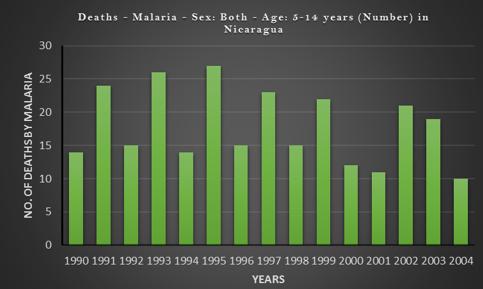 Deaths - Malaria - Sex: Both - Age: 5-14 years (Number) in
Nicaragua
30
25
20
15
10
5
0
NO. OF DEATHS BY MALARIA
1990 1991 1992 1993 1994 1995 1996 1997 1998 1999 2000 2001 2002 2003 2004
YEARS